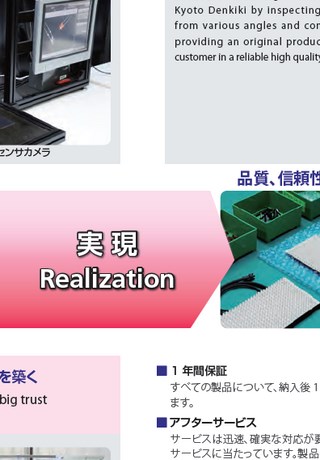 Kyoto Denkiki by inspecting
from various angles and
providing an original
customer in a reliable high quality
センサカメラ
品質、信頼性
実現
Realization
を築く
big trust
■ 1 年間保証
すべての製品について、納入後 1
ます。
■ アフターサービス
サービスは迅速、確実な対応が
サービスに当たっています。製品